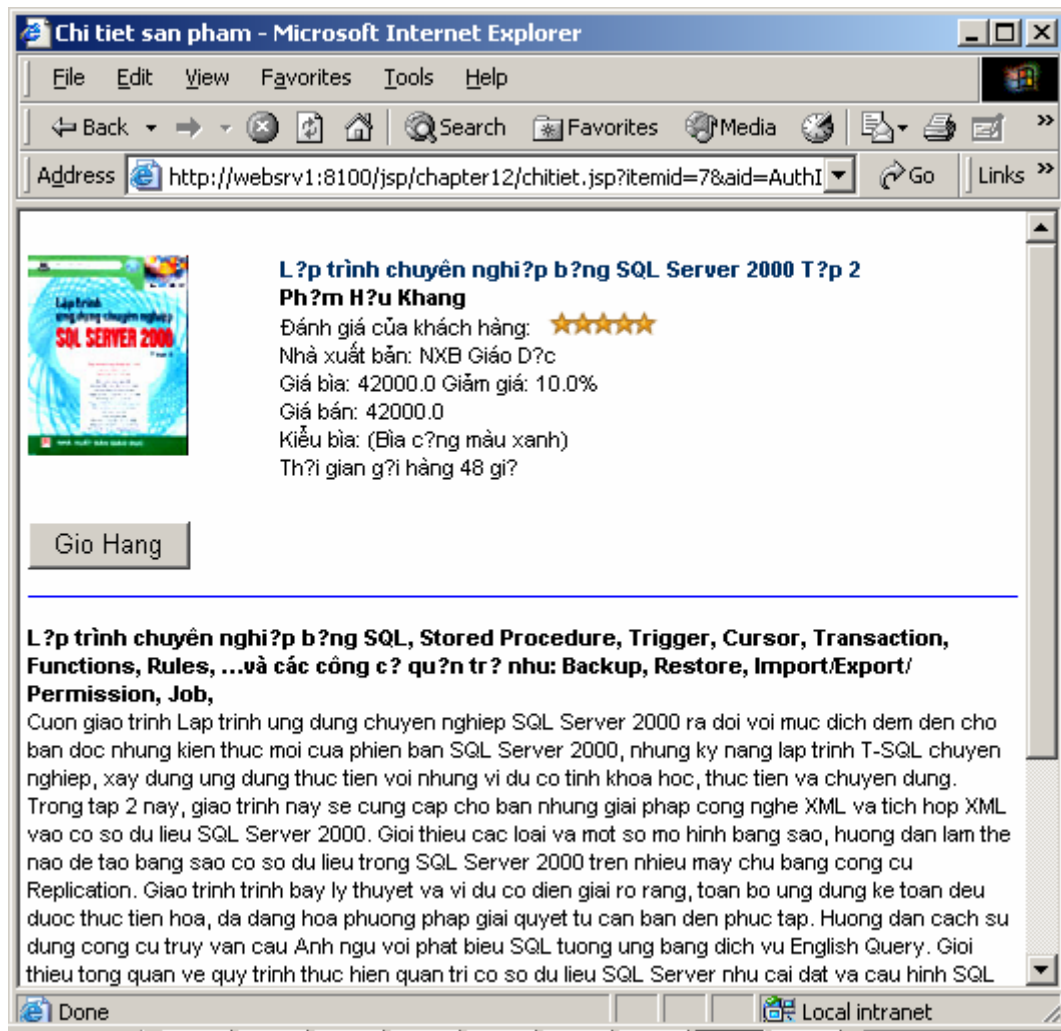 Chi tiet san pham - Microsoft Internet Explorer
File Edit View Favorites Tools Help
Back Search Favorites Media »
Address http://websrv1:8100/jsp/chapter12/chitiet.jsp?itemid=7&aid=AuthI Go Links »
Lập trình
ứng dụng chuyên nghiệp
SQL SERVER 2000
L?p trình chuyên nghi?p b?ng SQL Server 2000 T?p 2
Ph?m H?u Khang
Đánh giá của khách hàng:
Nhà xuất bản: NXB Giáo D?c
Giá bìa: 42000.0 Giảm giá: 10.0%
Giá bán: 42000.0
Kiểu bìa: (Bìa c?ng màu xanh)
Th?i gian g?i hàng 48 gi?
Gio Hang
L?p trình chuyên nghi?p b?ng SQL, Stored Procedure, Trigger, Cursor, Transaction,
Functions, Rules, ...và các công c? qu?n tr? như: Backup, Restore, Import/Export/
Permission, Job,
Cuon giao trinh Lap trinh ung dung chuyen nghiep SQL Server 2000 ra doi voi muc dich dem den cho
ban doc nhung kien thuc moi cua phien ban SQL Server 2000, nhung ky nang lap trinh T-SQL chuyen
nghiep, xay dung ung dung thuc tien voi nhung vi du co tinh khoa hoc, thuc tien va chuyen dung.
Trong tap 2 nay, giao trinh nay se cung cap cho ban nhung giai phap cong nghe XML va tich hop XML
vao co so du lieu SQL Server 2000. Gioi thieu cac loai va mot so mo hinh bang sao, huong dan lam the
nao de tao bang sao co so du lieu trong SQL Server 2000 tren nhieu may chu bang cong cu
Replication. Giao trinh trinh bay ly thuyet va vi du co dien giai ro rang, toan bo ung dung ke toan deu
duoc thuc tien hoa, da dang hoa phuong phap giai quyet tu can ban den phuc tap. Huong dan cach su
dung cong cu truy van cau Anh ngu voi phat bieu SQL tuong ung bang dich vu English Query. Gioi
thieu tong quan ve quy trinh thuc hien quan tri co so du lieu SQL Server nhu cai dat va cau hinh SQL
Done Local intranet